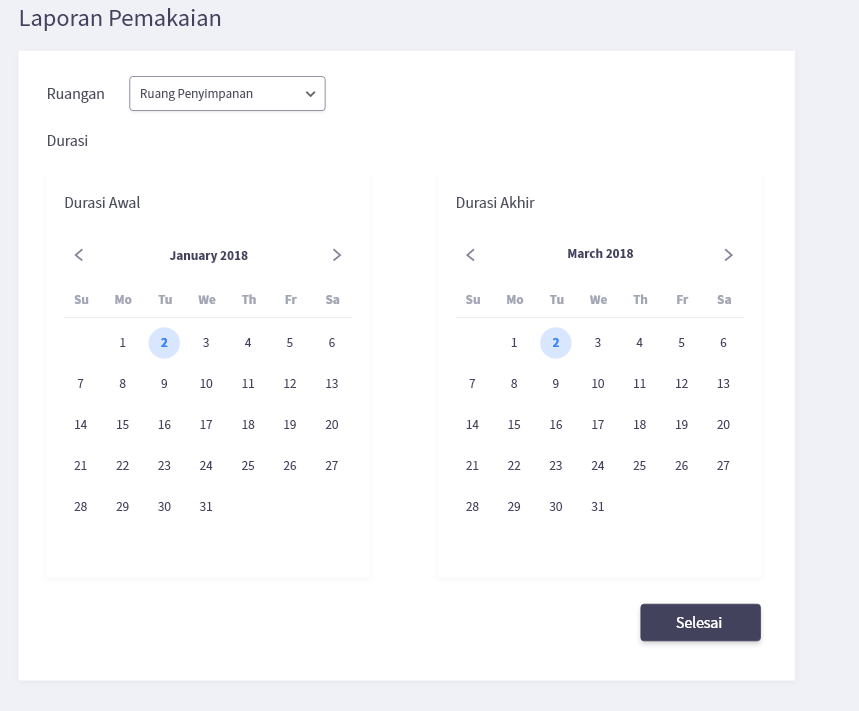 Laporan Pemakaian
Ruangan
Ruang Penyimpanan
Durasi
Durasi Awal
January 2018
Su Mo Tu We Th Fr Sa
1 2 3 4 5 6
7 8 9 10 11 12 13
14 15 16 17 18 19 20
21 22 23 24 25 26 27
28 29 30 31
Durasi Akhir
March 2018
Su Mo Tu We Th Fr Sa
1 2 3 4 5 6
7 8 9 10 11 12 13
14 15 16 17 18 19 20
21 22 23 24 25 26 27
28 29 30 31
Selesai